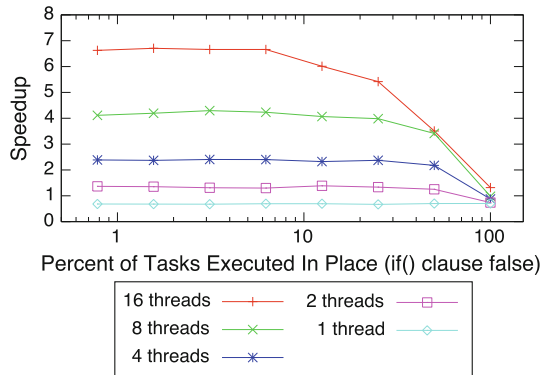 8
7
6
5
4
3
2
1
0
Speedup
1 10 100
Percent of Tasks Executed In Place (if() clause false)
16 threads 2 threads
8 threads 1 thread
4 threads